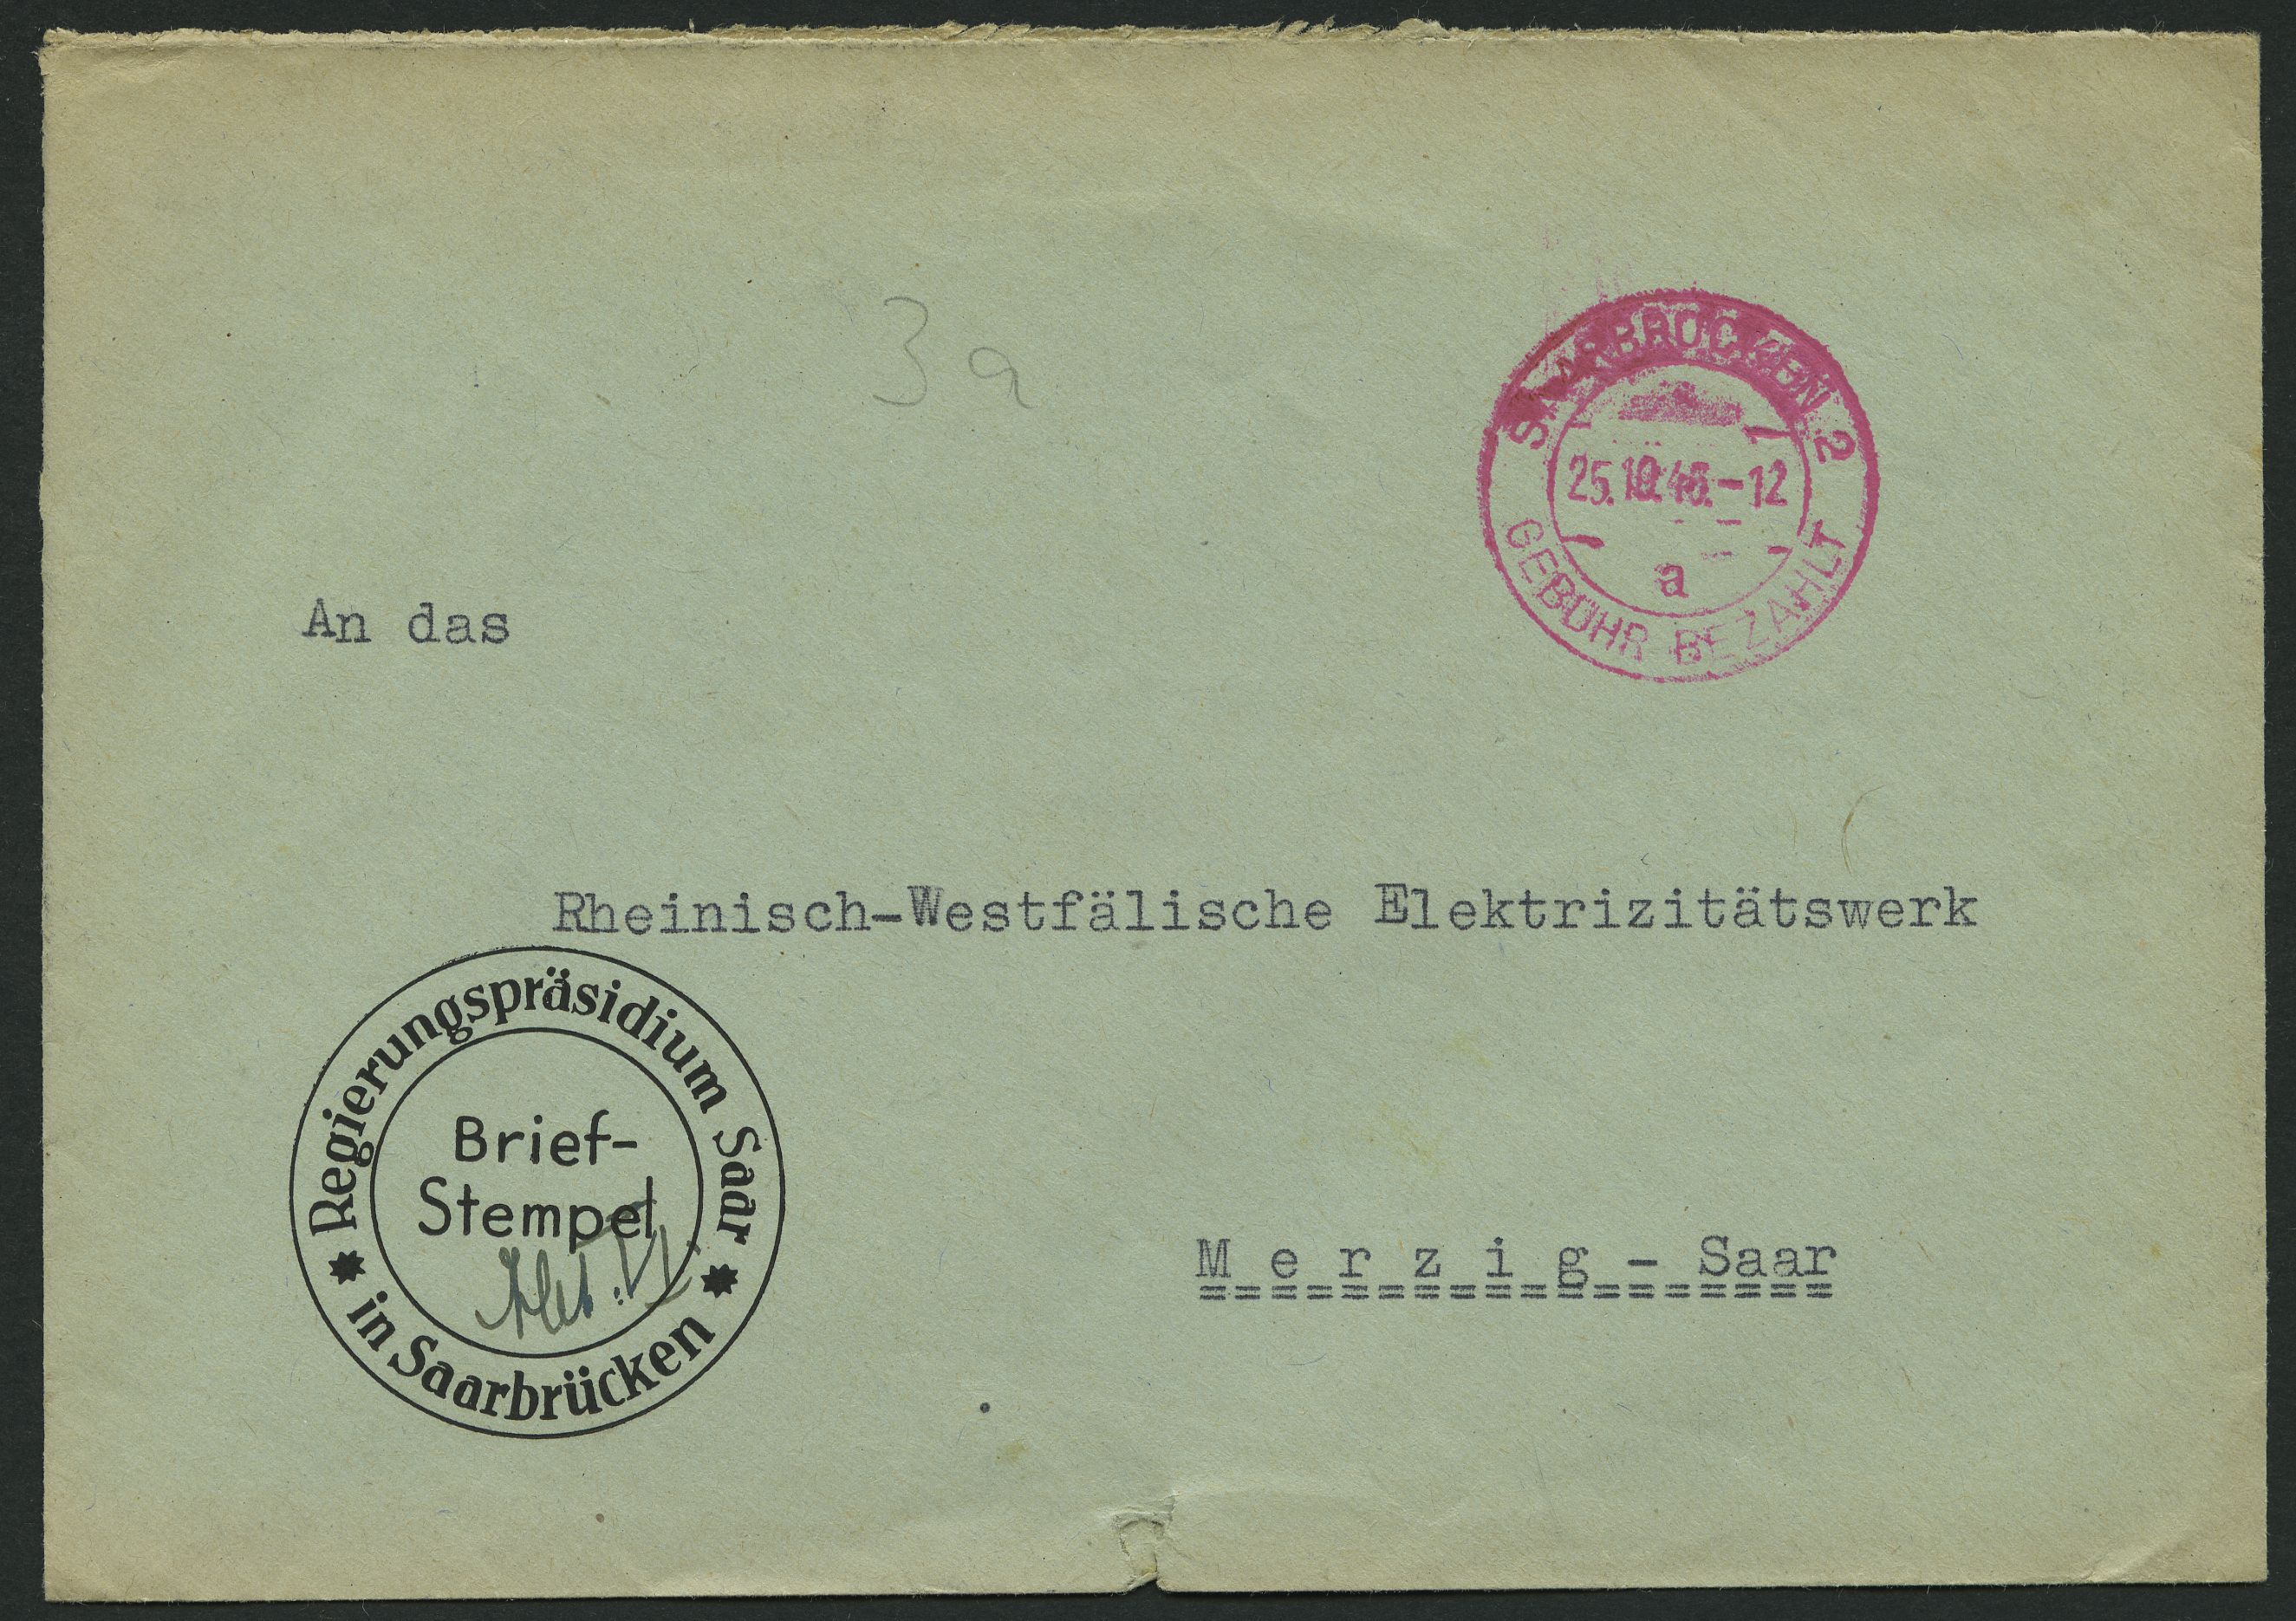 3a
SAARBRÜCKEN 2
25.10.45.-12
a
GEBÜHR BEZAHLT
An das
Rheinisch-Westfälische Elektrizitätswerk
Regierungspräsidium Saar
Brief-
Stempel
in Saarbrücken
M e r z i g - Saar